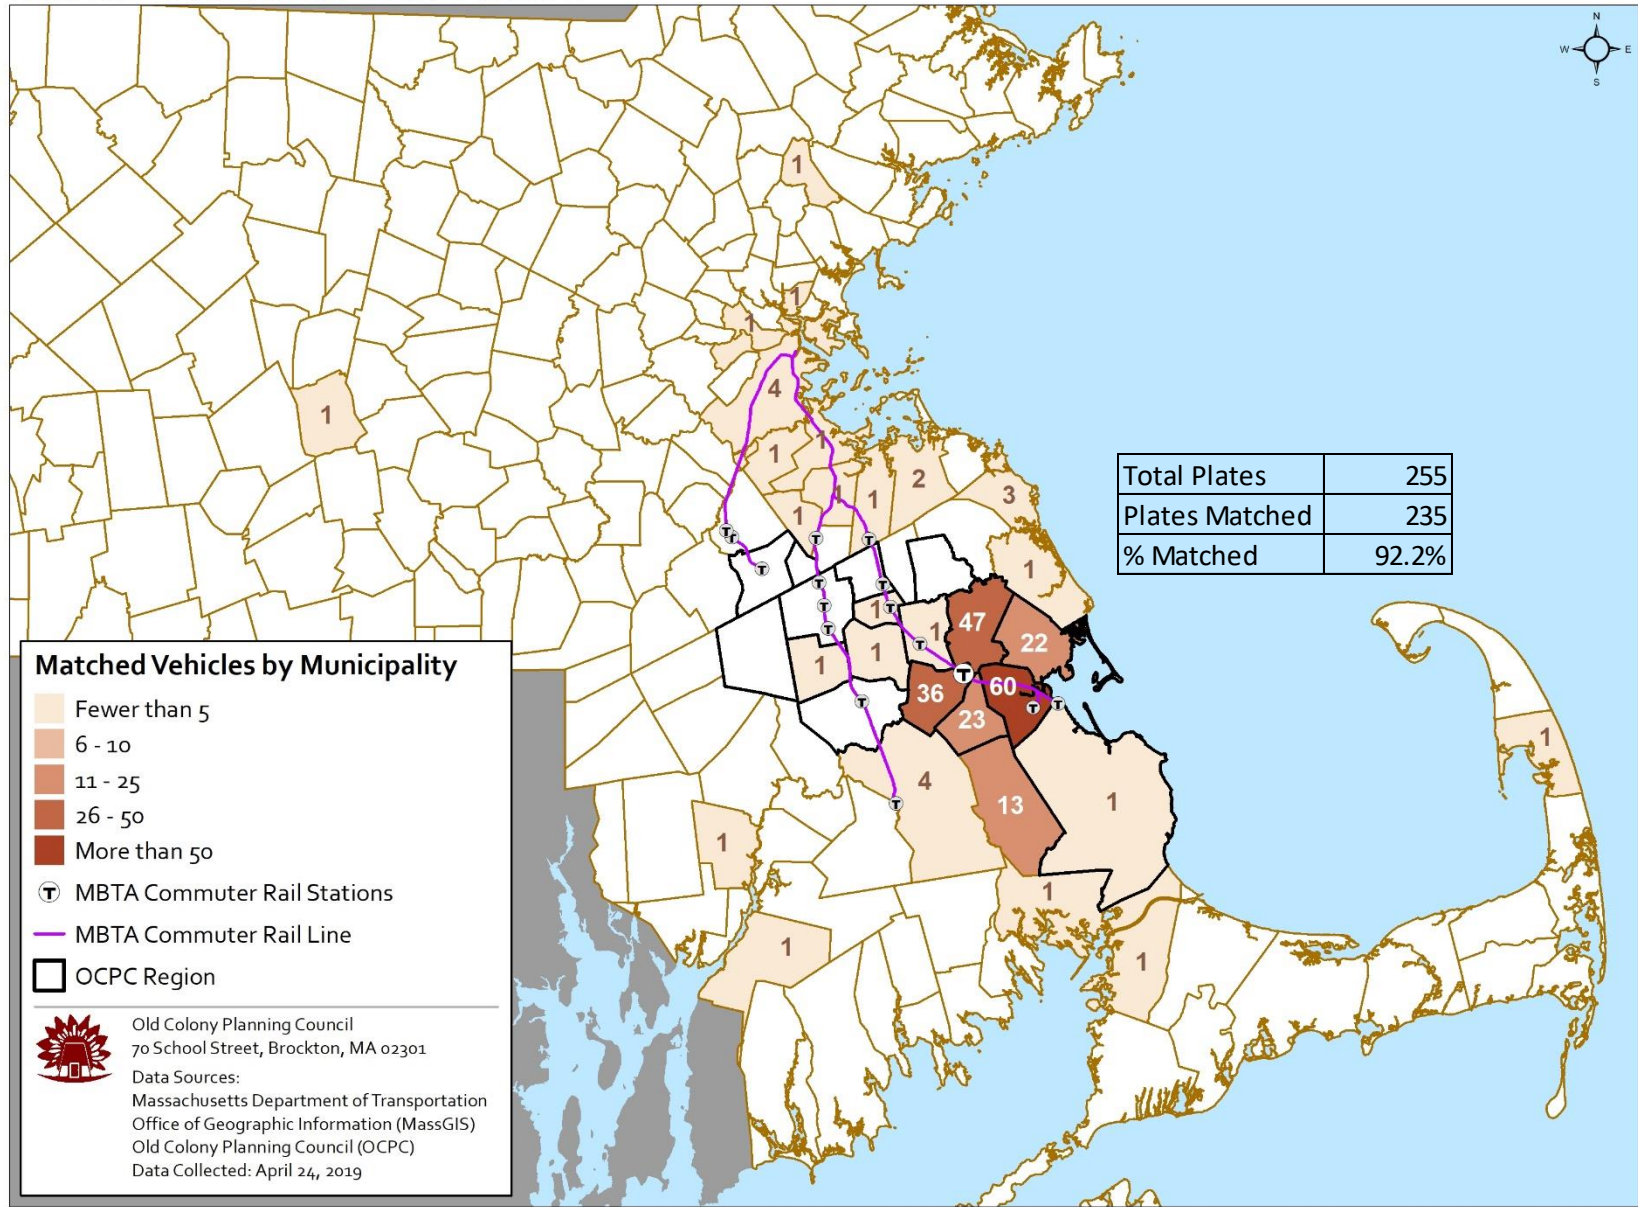 N
W E
S
1
1
1
4
1
1
1
2
3
1
1
1
1
Total Plates 255
Plates Matched 235
% Matched 92.2%
1
1
1
47
22
1
1
60
36
23
4
13
1
1
1
1
1
1
Matched Vehicles by Municipality
Fewer than 5
6 - 10
11 - 25
26 - 50
More than 50
T MBTA Commuter Rail Stations
MBTA Commuter Rail Line
OCPC Region
Old Colony Planning Council
70 School Street, Brockton, MA 02301
Data Sources:
Massachusetts Department of Transportation
Office of Geographic Information (MassGIS)
Old Colony Planning Council (OCPC)
Data Collected: April 24, 2019